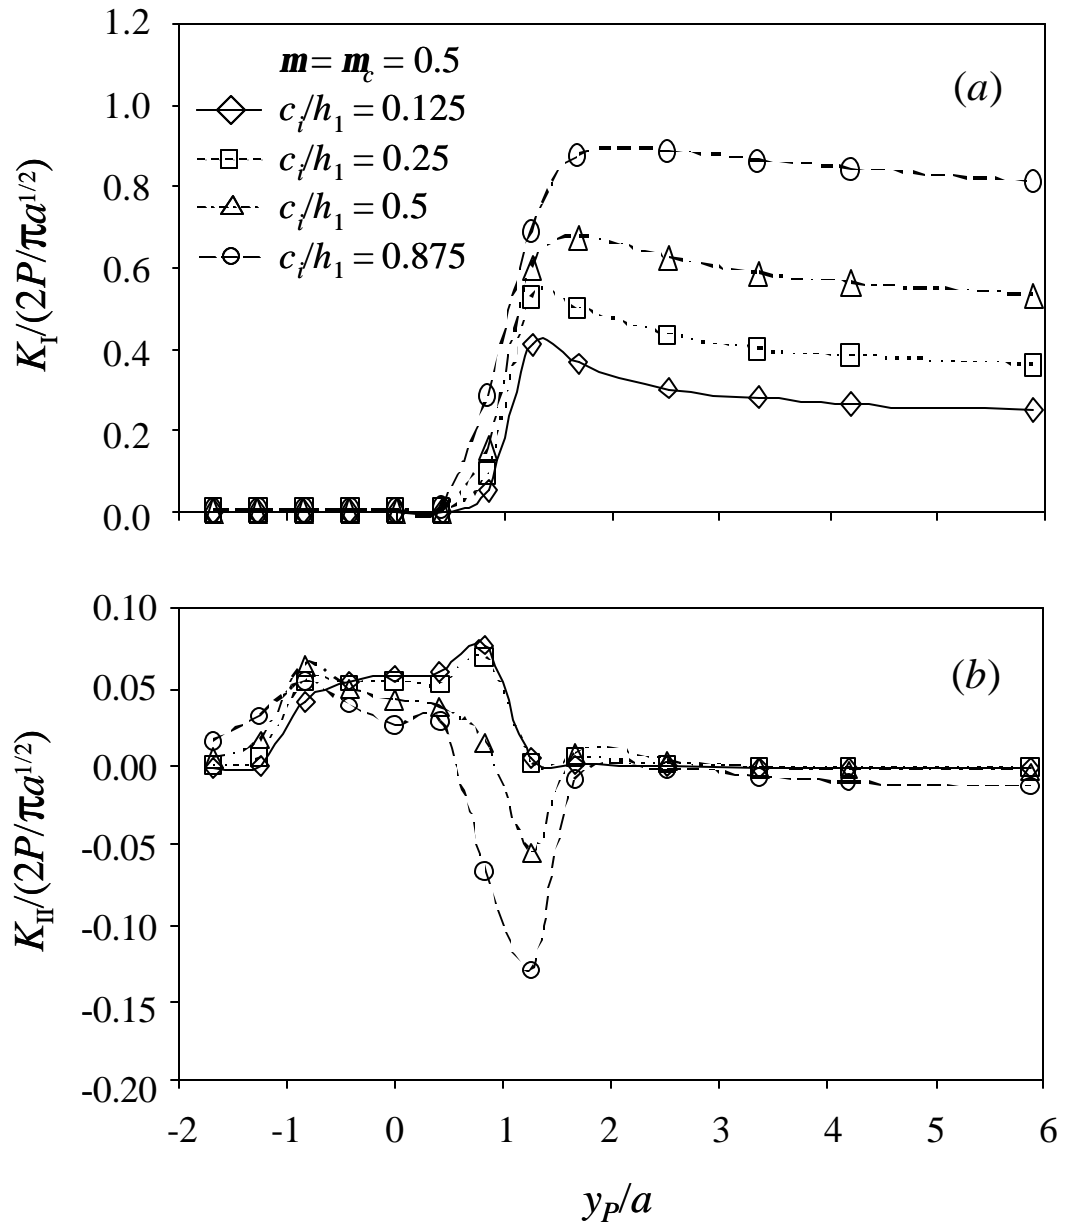 1.2
1.0
0.8
0.6
0.4
0.2
0.0
K_I/(2P/πa^{1/2})
m = m_c = 0.5
c_i/h_1 = 0.125
c_i/h_1 = 0.25
c_i/h_1 = 0.5
c_i/h_1 = 0.875
(a)
0.10
0.05
0.00
-0.05
-0.10
-0.15
-0.20
K_{II}/(2P/πa^{1/2})
(b)
-2 -1 0 1 2 3 4 5 6
y_P/a